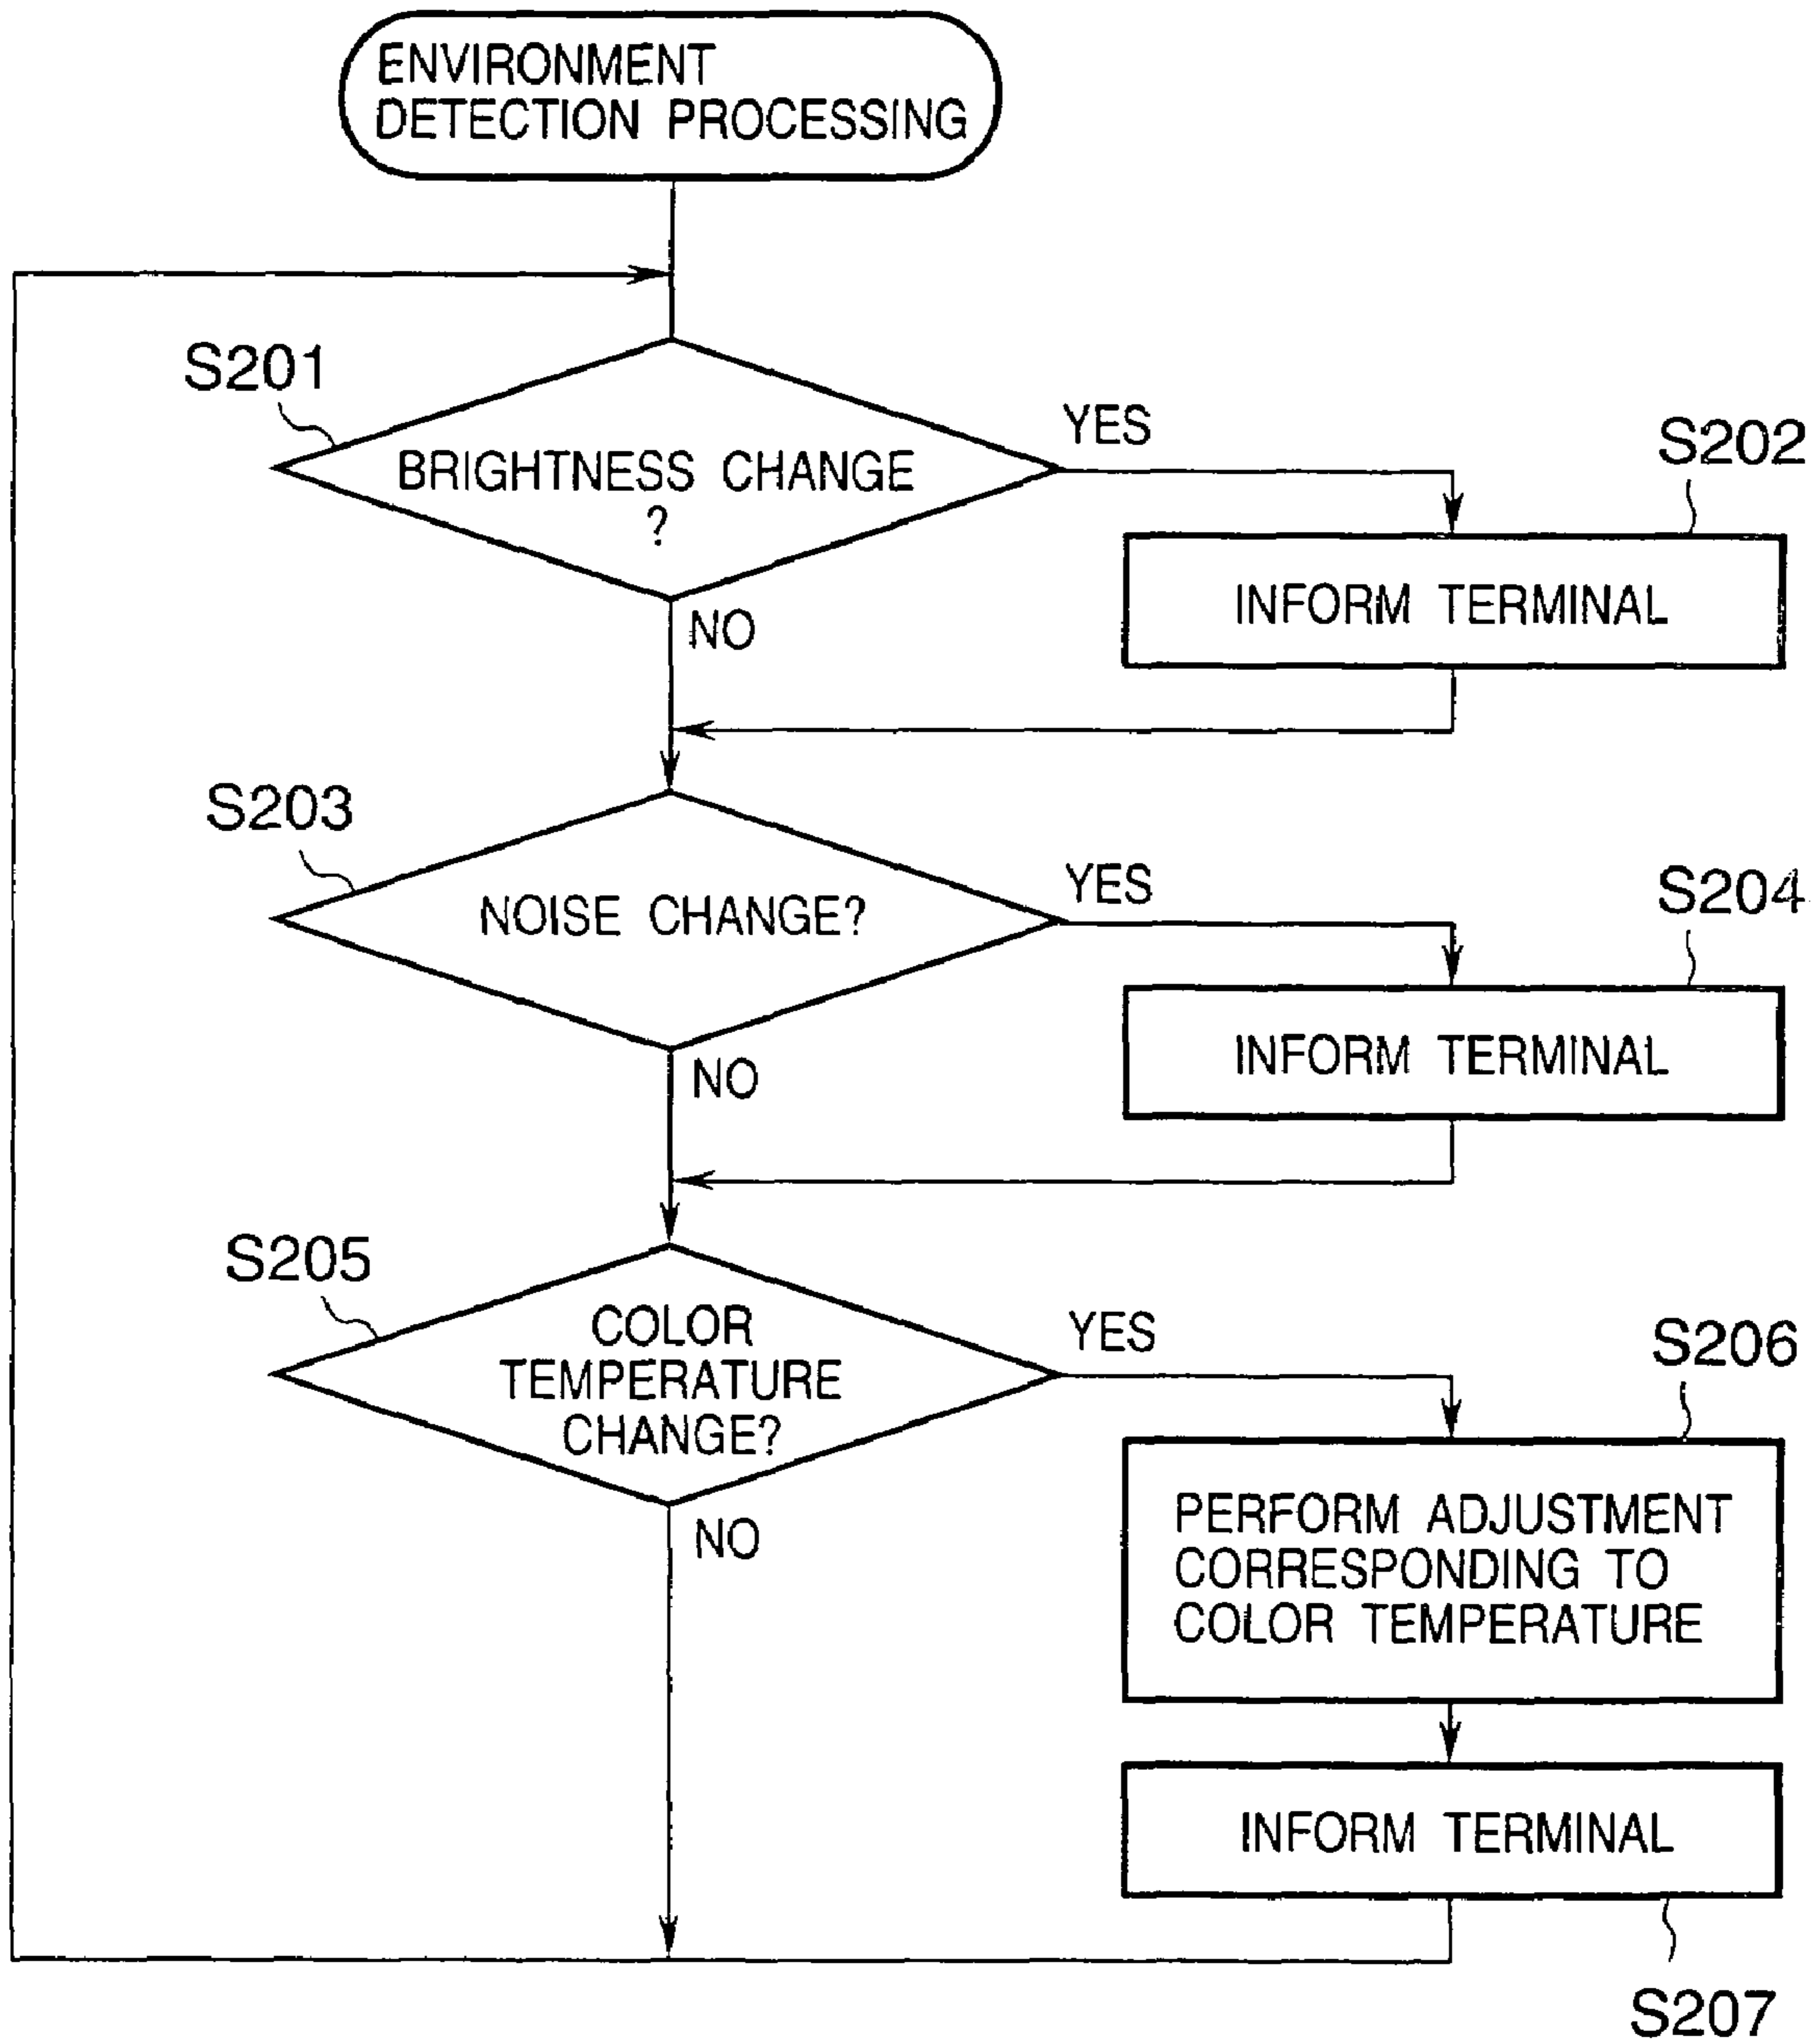 ENVIRONMENT
DETECTION PROCESSING
S201
BRIGHTNESS CHANGE
?
YES
NO
S202
INFORM TERMINAL
S203
NOISE CHANGE?
YES
NO
S204
INFORM TERMINAL
S205
COLOR
TEMPERATURE
CHANGE?
YES
NO
S206
PERFORM ADJUSTMENT
CORRESPONDING TO
COLOR TEMPERATURE
INFORM TERMINAL
S207